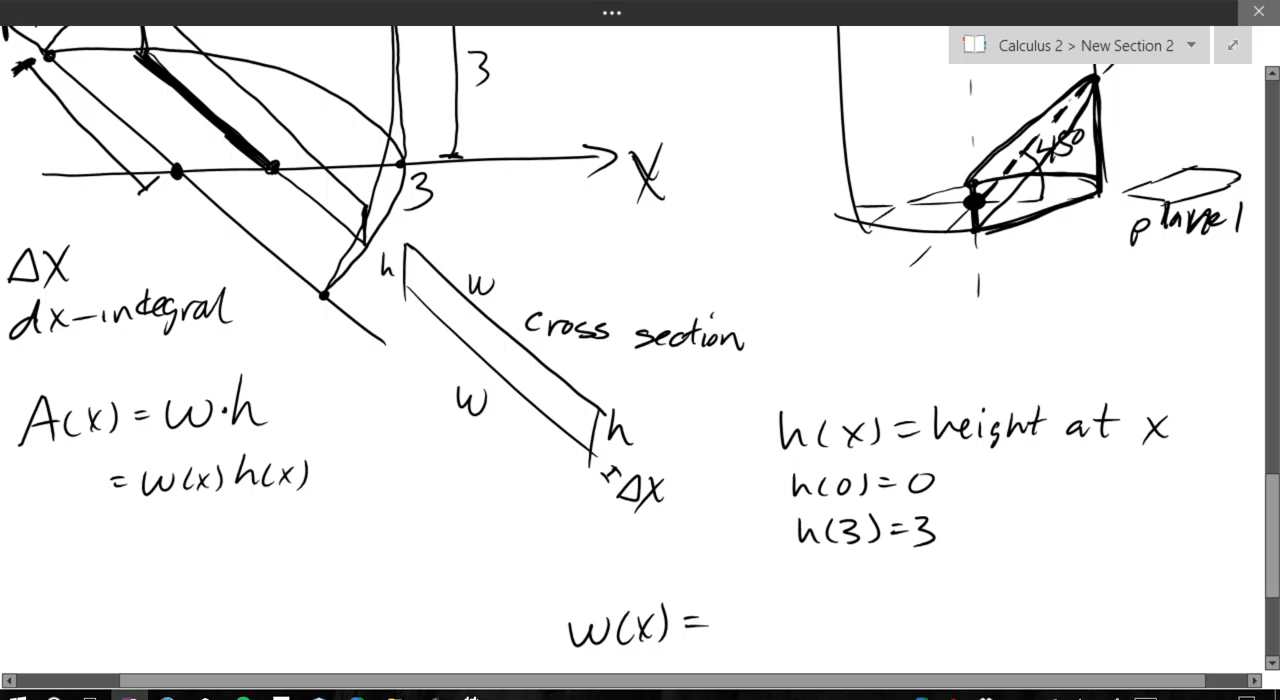 ...
Calculus 2 > New Section 2
3
45°
X
3
plane 1
ΔX
dx-integral
h
w
cross section
w
h
ΔX
A(x) = w·h
= w(x) h(x)
h(x) = height at x
h(0) = 0
h(3) = 3
w(x) =